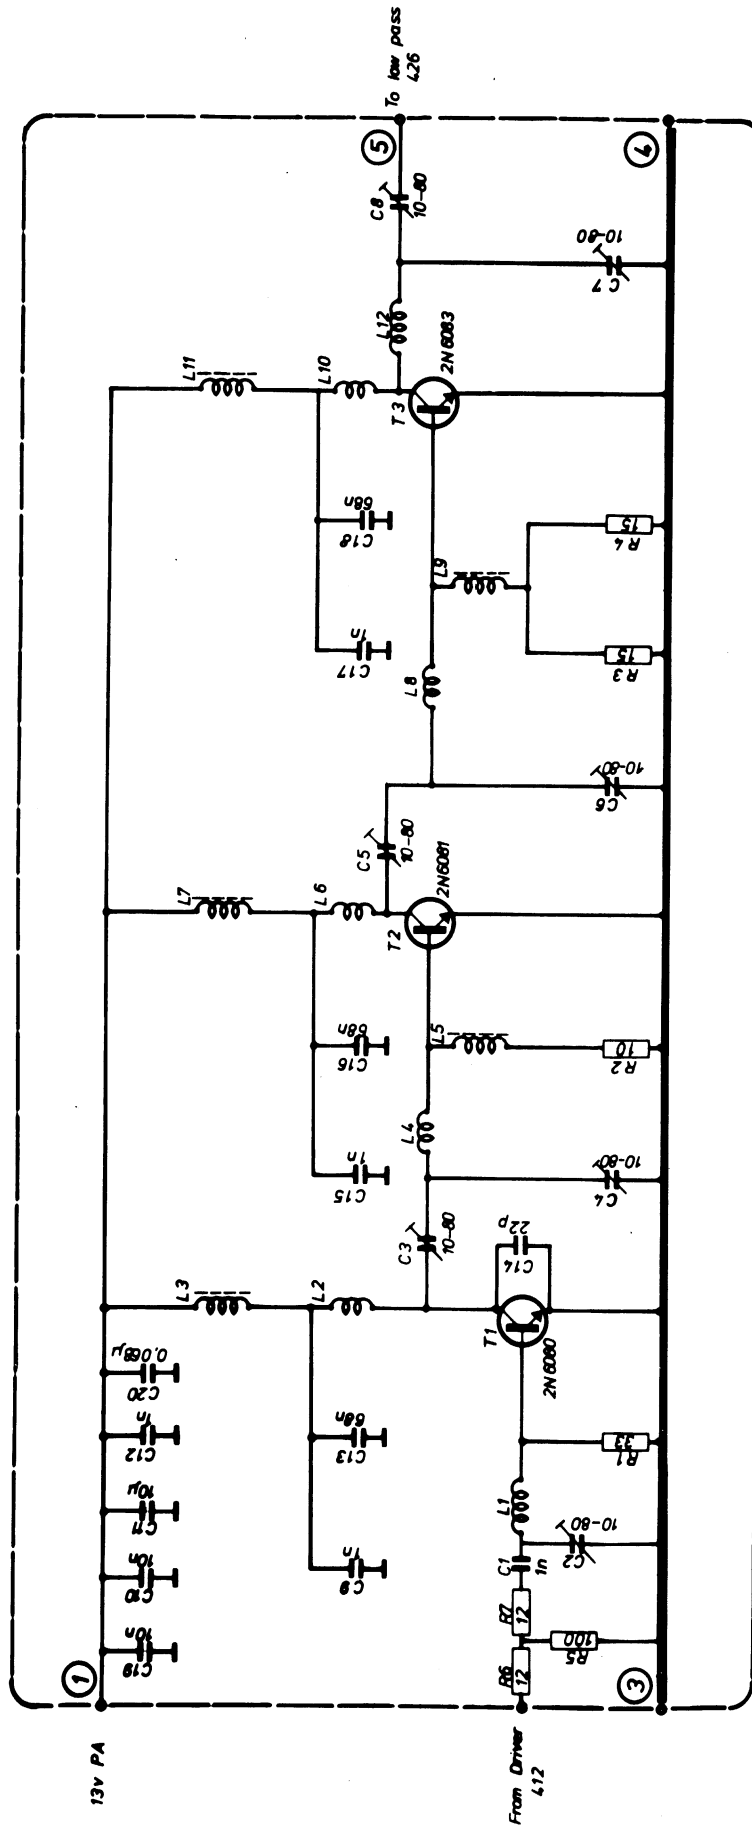 13v PA
1
C19
10n
C10
10n
C11
10µ
C12
1n
C20
0.068µ
L3
L7
L11
C9
1n
C13
68n
L2
C15
1n
C16
68n
L6
C17
1n
C18
68n
L10
C3
10-80
C5
10-80
C8
10-80
5
To low pass
426
L4
T2
2N6081
L8
T3
2N6083
L12
L5
L9
From Driver
412
R6
12
R7
12
C1
1n
L1
T1
2N6080
C14
22p
R5
100
C2
10-80
R1
33
C4
10-80
R2
10
C6
10-80
R3
15
R4
15
C7
10-80
3
4